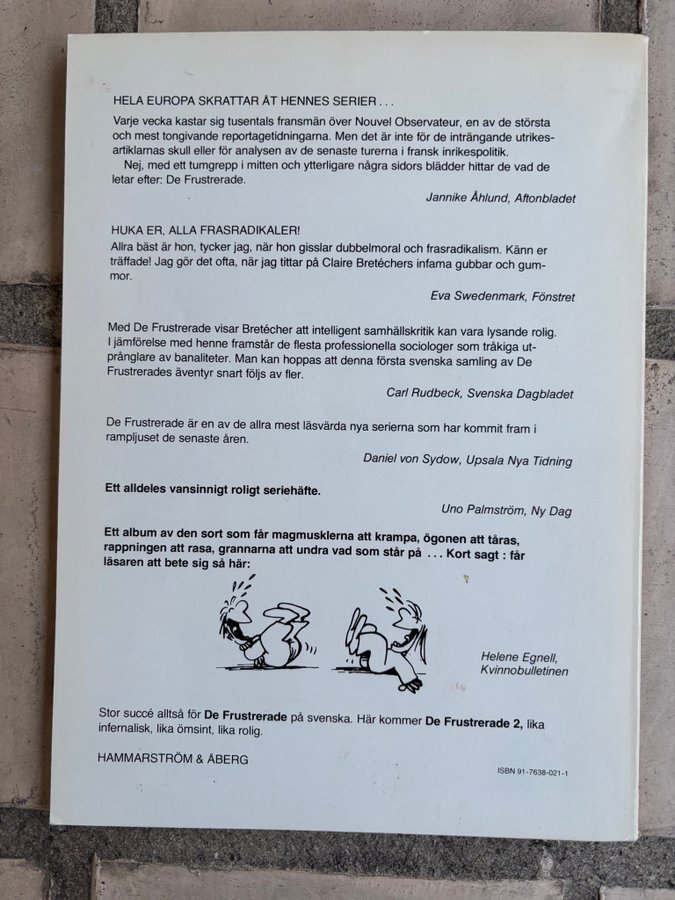 HELA EUROPA SKRATTAR ÅT HENNES SERIER . . .
Varje vecka kastar sig tusentals fransmän över Nouvel Observateur, en av de största
och mest tongivande reportagetidningarna. Men det är inte för de inträngande utrikes-
artiklarnas skull eller för analysen av de senaste turerna i fransk inrikespolitik.
Nej, med ett tumgrepp i mitten och ytterligare några sidors blädder hittar de vad de
letar efter: De Frustrerade.
Jannike Åhlund, Aftonbladet
HUKA ER, ALLA FRASRADIKALER!
Allra bäst är hon, tycker jag, när hon gisslar dubbelmoral och frasradikalism. Känn er
träffade! Jag gör det ofta, när jag tittar på Claire Bretéchers infama gubbar och gum-
mor.
Eva Swedenmark, Fönstret
Med De Frustrerade visar Bretécher att intelligent samhällskritik kan vara lysande rolig.
I jämförelse med henne framstår de flesta professionella sociologer som tråkiga ut-
prånglare av banaliteter. Man kan hoppas att denna första svenska samling av De
Frustrerades äventyr snart följs av fler.
Carl Rudbeck, Svenska Dagbladet
De Frustrerade är en av de allra mest läsvärda nya serierna som har kommit fram i
rampljuset de senaste åren.
Daniel von Sydow, Upsala Nya Tidning
Ett alldeles vansinnigt roligt seriehäfte.
Uno Palmström, Ny Dag
Ett album av den sort som får magmusklerna att krampa, ögonen att tåras,
rappningen att rasa, grannarna att undra vad som står på . . . Kort sagt : får
läsaren att bete sig så här:
Helene Egnell,
Kvinnobulletinen
Stor succé alltså för De Frustrerade på svenska. Här kommer De Frustrerade 2, lika
infernalisk, lika ömsint, lika rolig.
HAMMARSTRÖM & ÅBERG
ISBN 91-7638-021-1